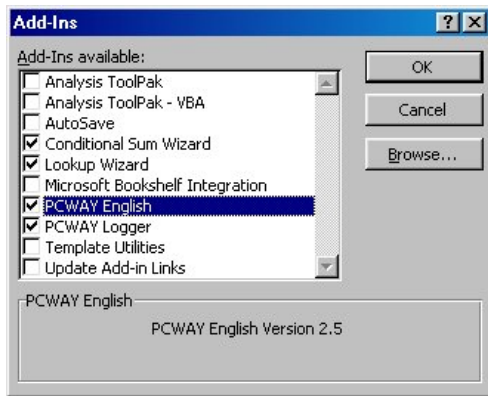 Add-Ins
Add-Ins available:
Analysis ToolPak
Analysis ToolPak - VBA
AutoSave
Conditional Sum Wizard
Lookup Wizard
Microsoft Bookshelf Integration
PCWAY English
PCWAY Logger
Template Utilities
Update Add-in Links
OK
Cancel
Browse...
PCWAY English
PCWAY English Version 2.5